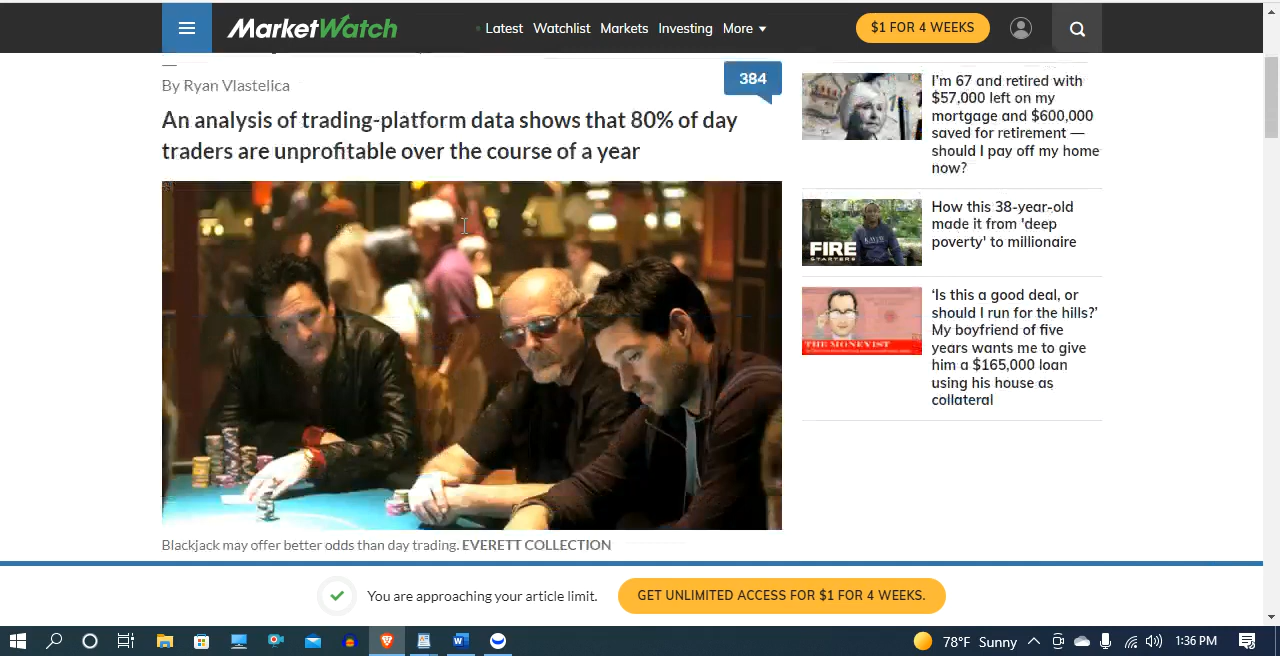 MarketWatch
Latest Watchlist Markets Investing More
$1 FOR 4 WEEKS
By Ryan Vlastelica
384
An analysis of trading-platform data shows that 80% of day
traders are unprofitable over the course of a year
Blackjack may offer better odds than day trading. EVERETT COLLECTION
I'm 67 and retired with
$57,000 left on my
mortgage and $600,000
saved for retirement —
should I pay off my home
now?
FIRE
STARTERS
How this 38-year-old
made it from 'deep
poverty' to millionaire
THE MONEYIST
‘Is this a good deal, or
should I run for the hills?’
My boyfriend of five
years wants me to give
him a $165,000 loan
using his house as
collateral
You are approaching your article limit.
GET UNLIMITED ACCESS FOR $1 FOR 4 WEEKS.
78°F Sunny
1:36 PM